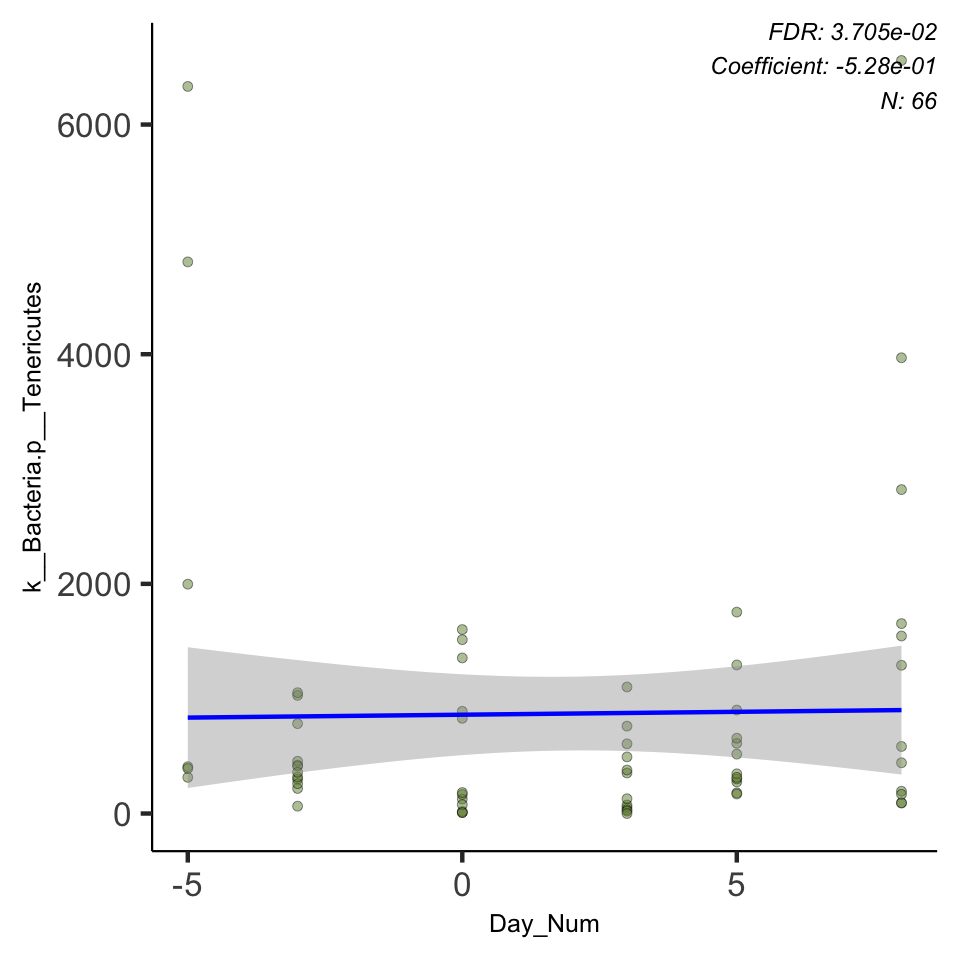 FDR: 3.705e-02
Coefficient: -5.28e-01
N: 66
6000
4000
2000
0
k__Bacteria.p__Tenericutes
-5
0
5
Day_Num